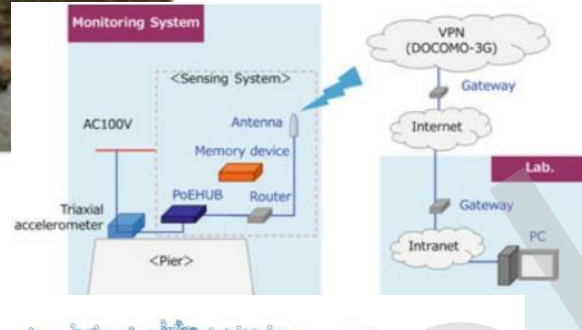 Monitoring System
<Sensing System>
AC100V
Antenna
Memory device
PoEHUB
Router
Triaxial
accelerometer
<Pier>
VPN
(DOCOMO-3G)
Gateway
Internet
Lab.
Gateway
Intranet
PC